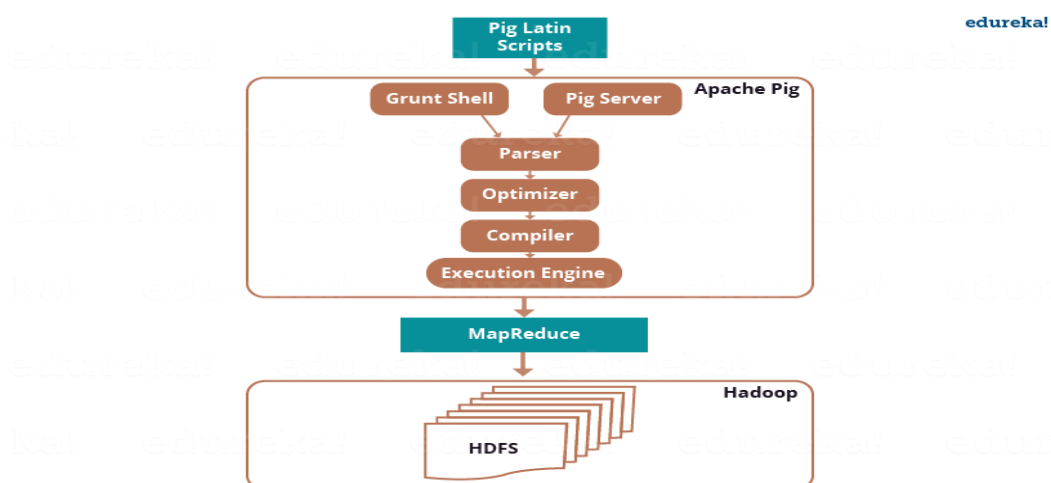 Pig Latin
Scripts
edureka!
Apache Pig
Grunt Shell
Pig Server
Parser
Optimizer
Compiler
Execution Engine
MapReduce
Hadoop
HDFS